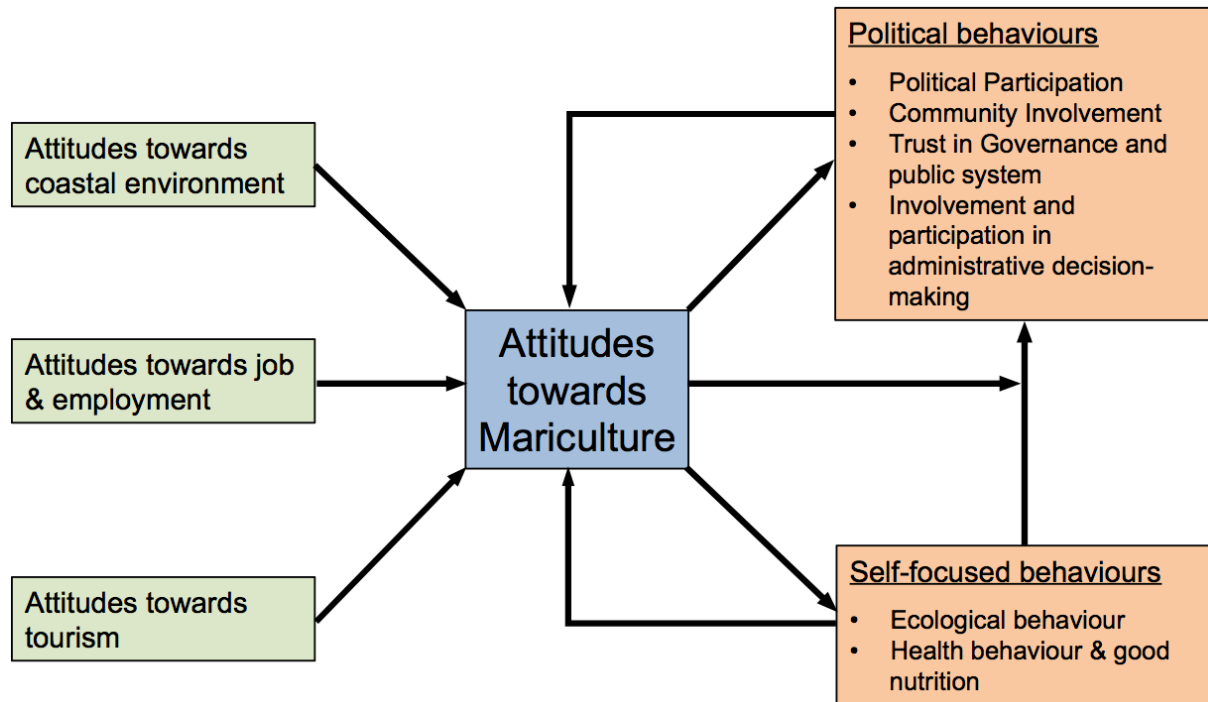 Attitudes towards
coastal environment
Attitudes towards job
& employment
Attitudes towards
tourism
Attitudes
towards
Mariculture
Political behaviours
• Political Participation
• Community Involvement
• Trust in Governance and
public system
• Involvement and
participation in
administrative decision-
making
Self-focused behaviours
• Ecological behaviour
• Health behaviour & good
nutrition